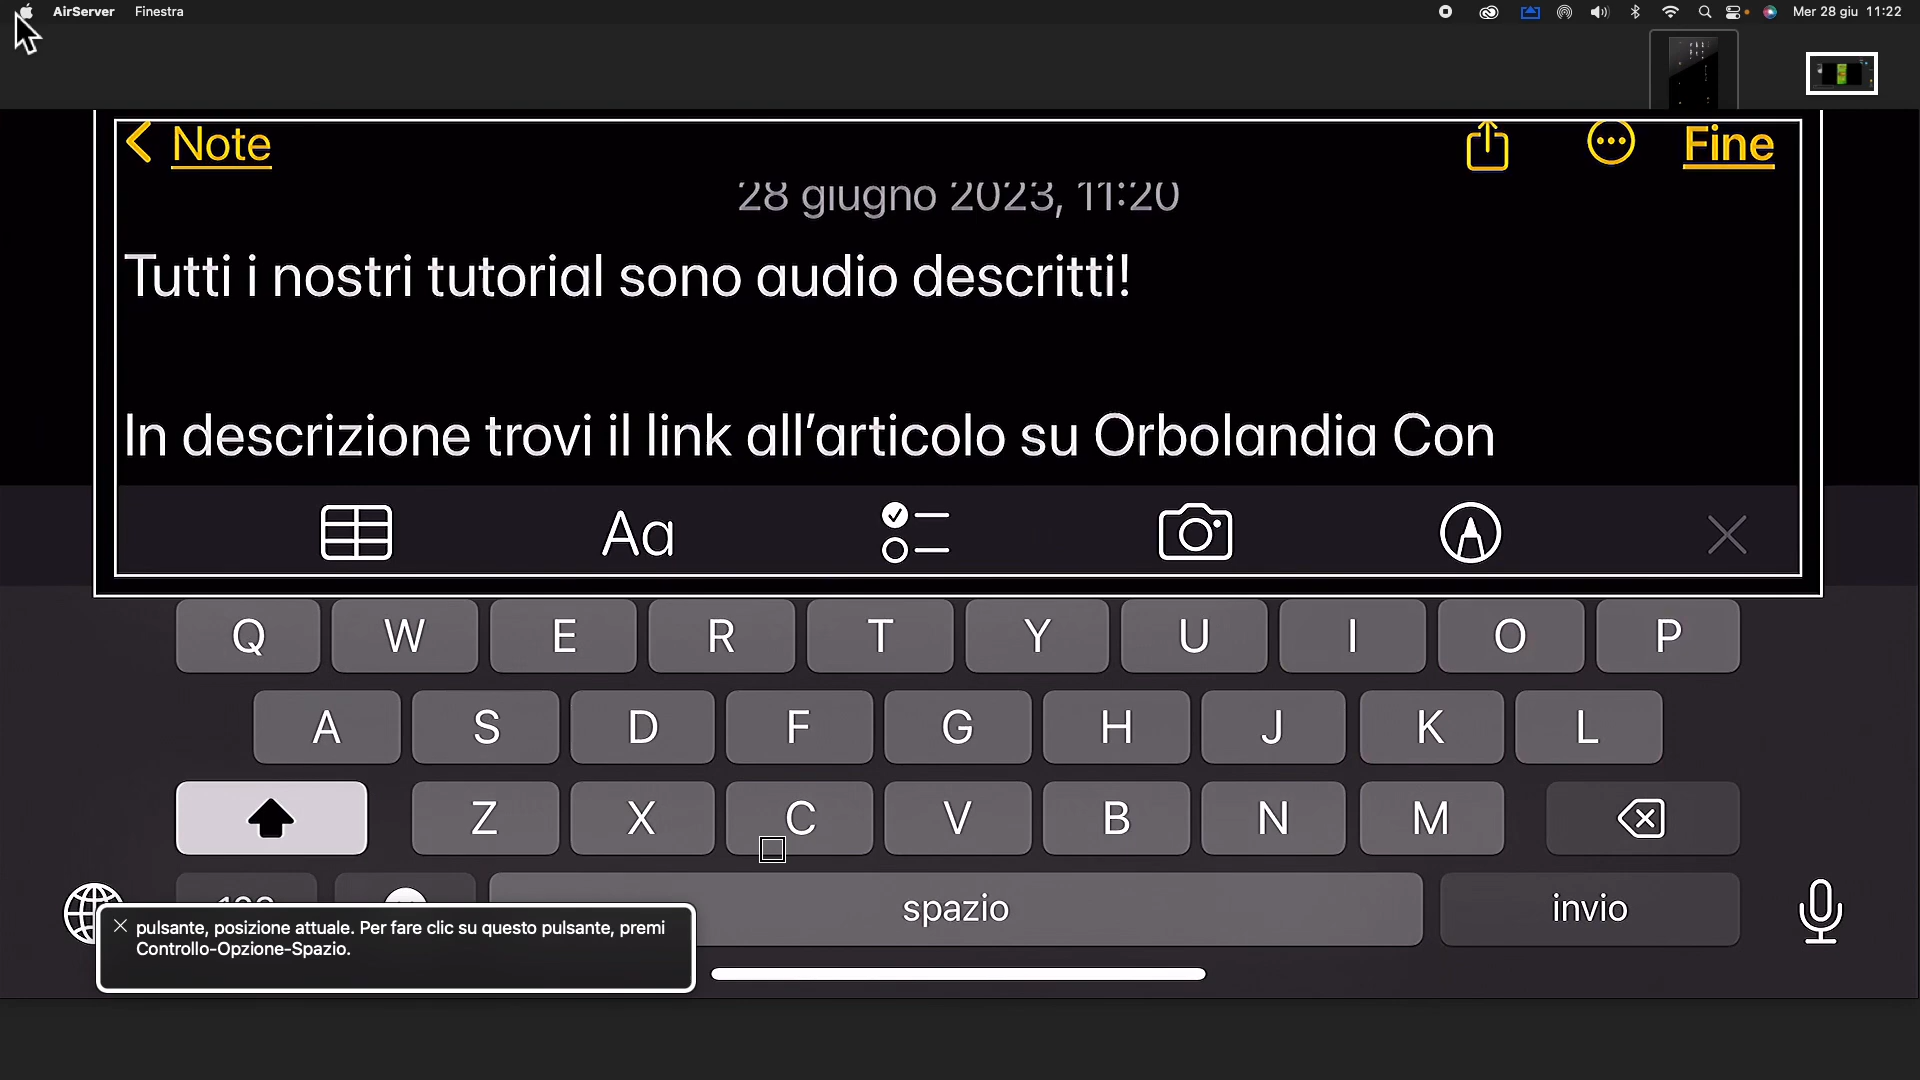 AirServer Finestra Mer 28 giu 11:22
Note Fine
28 giugno 2023, 11:20
Tutti i nostri tutorial sono audio descritti!
In descrizione trovi il link all’articolo su Orbolandia Con
Aa
Q W E R T Y U I O P
A S D F G H J K L
Z X C V B N M
spazio invio
pulsante, posizione attuale. Per fare clic su questo pulsante, premi
Controllo-Opzione-Spazio.